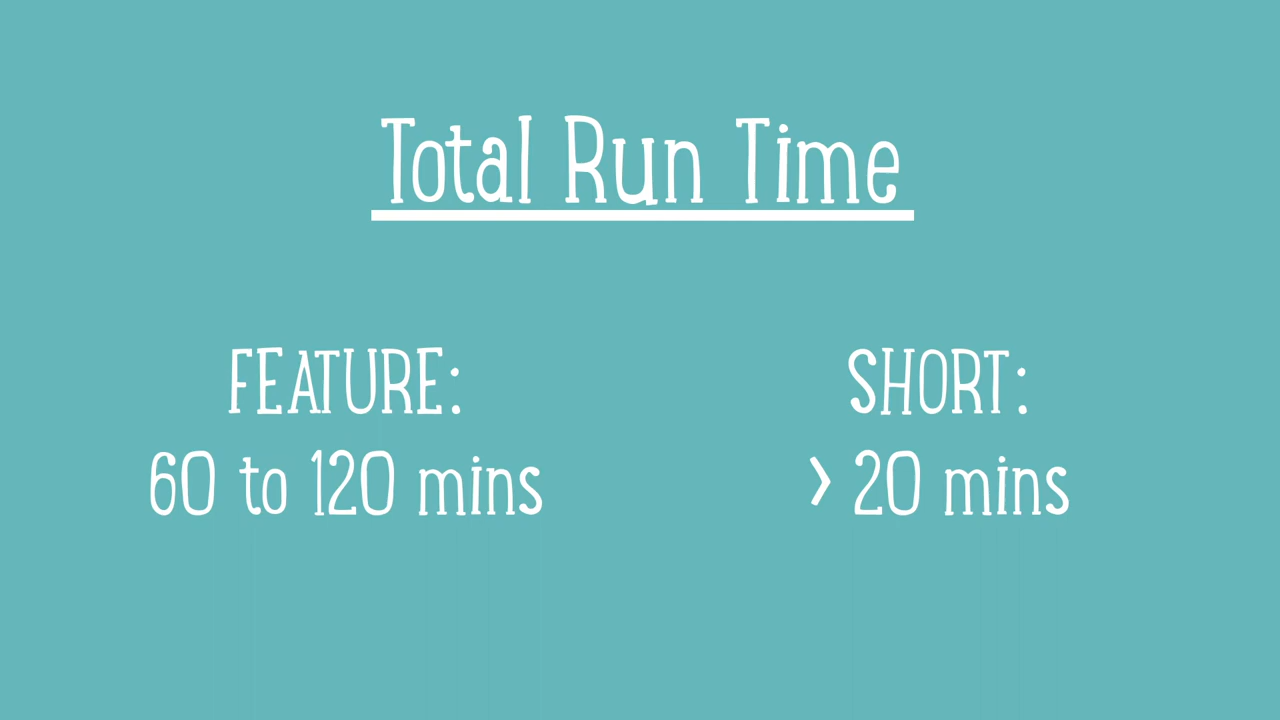 Total Run Time
FEATURE:
60 to 120 mins
SHORT:
> 20 mins